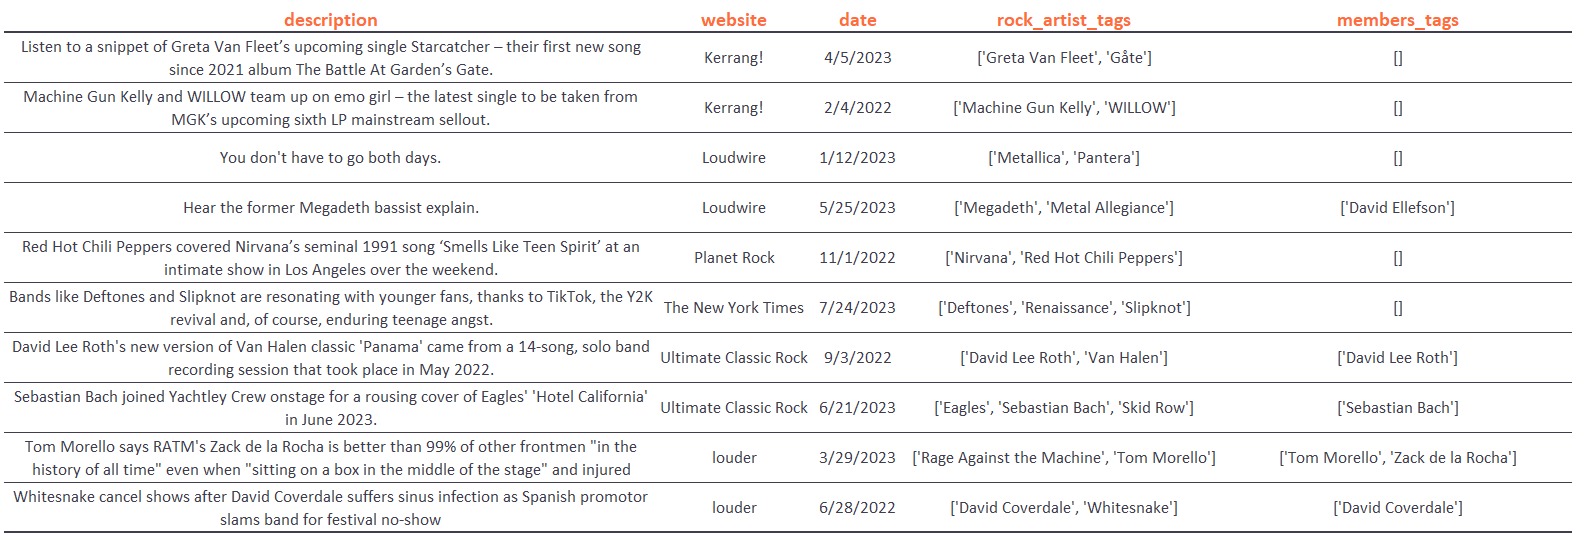 description website date rock_artist_tags members_tags
Listen to a snippet of Greta Van Fleet’s upcoming single Starcatcher – their first new song
since 2021 album The Battle At Garden’s Gate.
Kerrang! 4/5/2023 ['Greta Van Fleet', 'Gåte'] []
Machine Gun Kelly and WILLOW team up on emo girl – the latest single to be taken from
MGK’s upcoming sixth LP mainstream sellout.
Kerrang! 2/4/2022 ['Machine Gun Kelly', 'WILLOW'] []
You don't have to go both days. Loudwire 1/12/2023 ['Metallica', 'Pantera'] []
Hear the former Megadeth bassist explain. Loudwire 5/25/2023 ['Megadeth', 'Metal Allegiance'] ['David Ellefson']
Red Hot Chili Peppers covered Nirvana’s seminal 1991 song ‘Smells Like Teen Spirit’ at an
intimate show in Los Angeles over the weekend.
Planet Rock 11/1/2022 ['Nirvana', 'Red Hot Chili Peppers'] []
Bands like Deftones and Slipknot are resonating with younger fans, thanks to TikTok, the Y2K
revival and, of course, enduring teenage angst.
The New York Times 7/24/2023 ['Deftones', 'Renaissance', 'Slipknot'] []
David Lee Roth's new version of Van Halen classic 'Panama' came from a 14-song, solo band
recording session that took place in May 2022.
Ultimate Classic Rock 9/3/2022 ['David Lee Roth', 'Van Halen'] ['David Lee Roth']
Sebastian Bach joined Yachtley Crew onstage for a rousing cover of Eagles' 'Hotel California'
in June 2023.
Ultimate Classic Rock 6/21/2023 ['Eagles', 'Sebastian Bach', 'Skid Row'] ['Sebastian Bach']
Tom Morello says RATM's Zack de la Rocha is better than 99% of other frontmen "in the
history of all time" even when "sitting on a box in the middle of the stage" and injured
louder 3/29/2023 ['Rage Against the Machine', 'Tom Morello'] ['Tom Morello', 'Zack de la Rocha']
Whitesnake cancel shows after David Coverdale suffers sinus infection as Spanish promotor
slams band for festival no-show
louder 6/28/2022 ['David Coverdale', 'Whitesnake'] ['David Coverdale']